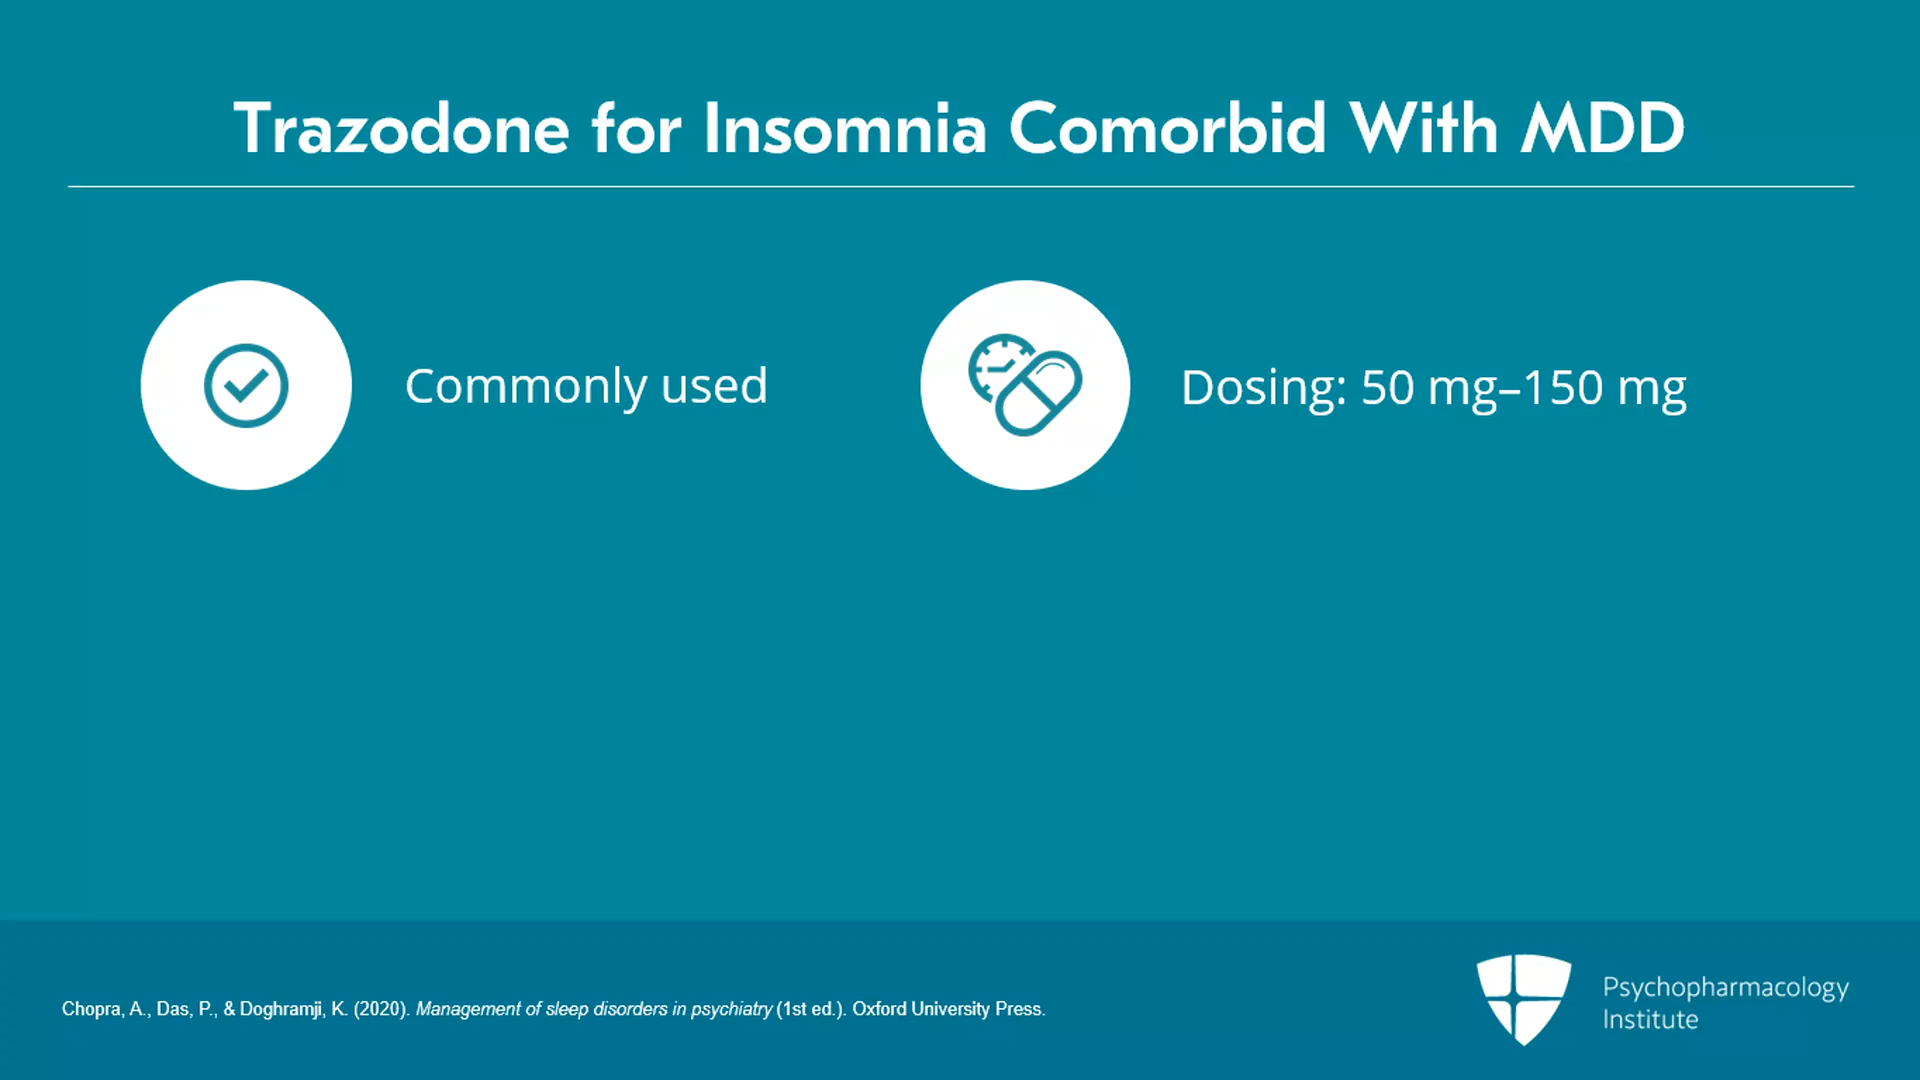 Trazodone for Insomnia Comorbid With MDD
Commonly used
Dosing: 50 mg–150 mg
Chopra, A., Das, P., & Doghramji, K. (2020). Management of sleep disorders in psychiatry (1st ed.). Oxford University Press.
Psychopharmacology
Institute